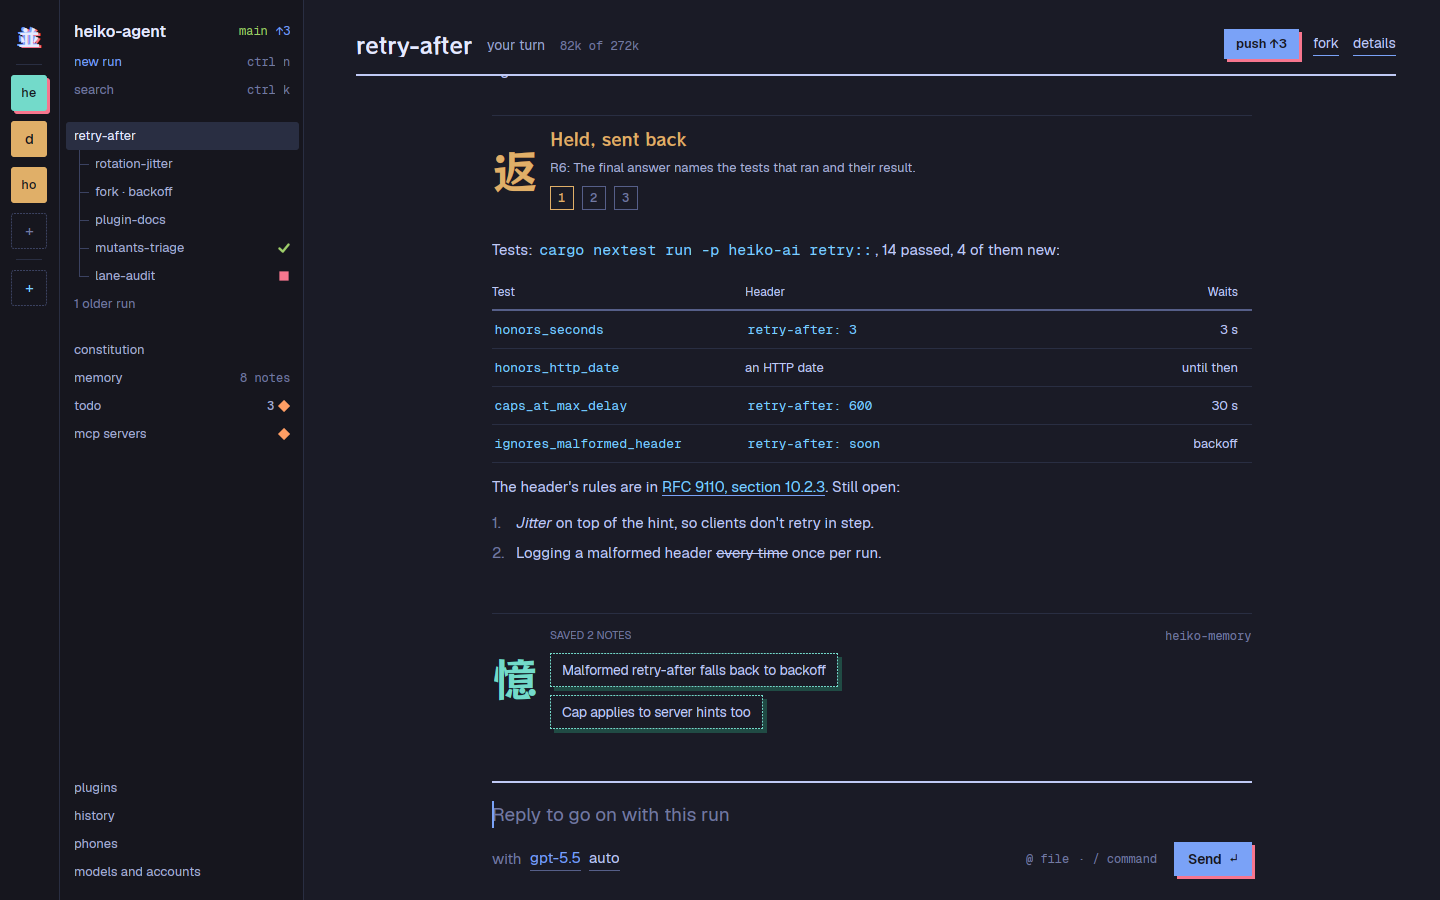 並
he
d
ho
+
+
heiko-agent main ↑3
new run ctrl n
search ctrl k
retry-after
rotation-jitter
fork · backoff
plugin-docs
mutants-triage
lane-audit
1 older run
constitution
memory 8 notes
todo 3
mcp servers
plugins
history
phones
models and accounts
retry-after your turn 82k of 272k push ↑3 fork details
返
Held, sent back
R6: The final answer names the tests that ran and their result.
1 2 3
Tests: cargo nextest run -p heiko-ai retry::, 14 passed, 4 of them new:
Test Header Waits
honors_seconds retry-after: 3 3 s
honors_http_date an HTTP date until then
caps_at_max_delay retry-after: 600 30 s
ignores_malformed_header retry-after: soon backoff
The header's rules are in RFC 9110, section 10.2.3. Still open:
1. Jitter on top of the hint, so clients don't retry in step.
2. Logging a malformed header every time once per run.
SAVED 2 NOTES heiko-memory
憶
Malformed retry-after falls back to backoff
Cap applies to server hints too
Reply to go on with this run
with gpt-5.5 auto @ file · / command Send ↵